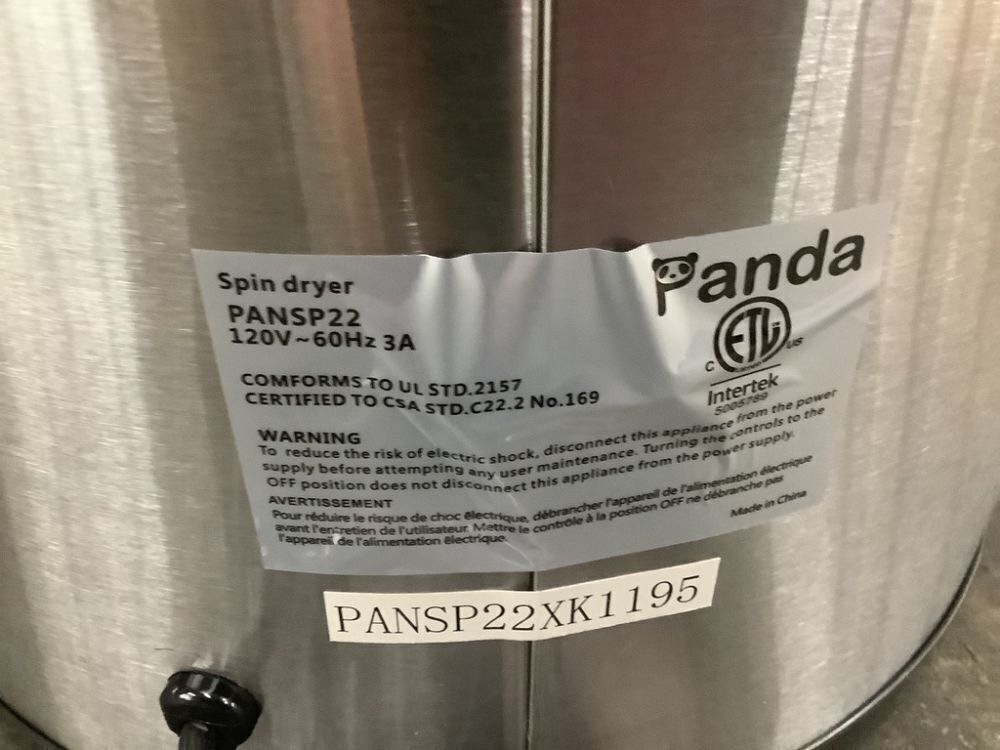 Spin dryer
PANSP22
120V~60Hz 3A
COMFORMS TO UL STD.2157
CERTIFIED TO CSA STD.C22.2 No.169
Panda
ETL
C US
Intertek
5005789
WARNING
To reduce the risk of electric shock, disconnect this appliance from the power
supply before attempting any user maintenance. Turning the controls to the
OFF position does not disconnect this appliance from the power supply.
AVERTISSEMENT
Pour réduire le risque de choc électrique, débrancher l'appareil de l'alimentation électrique
avant l'entretien de l'utilisateur. Mettre le contrôle à la position OFF ne débranche pas
l'appareil de l'alimentation électrique.
Made in China
PANSP22XK1195